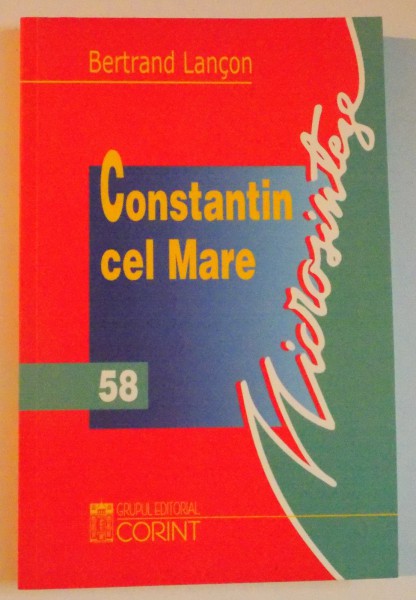 Bertrand Lançon
Constantin
cel Mare
58
Microsinteze
GRUPUL EDITORIAL
CORINT